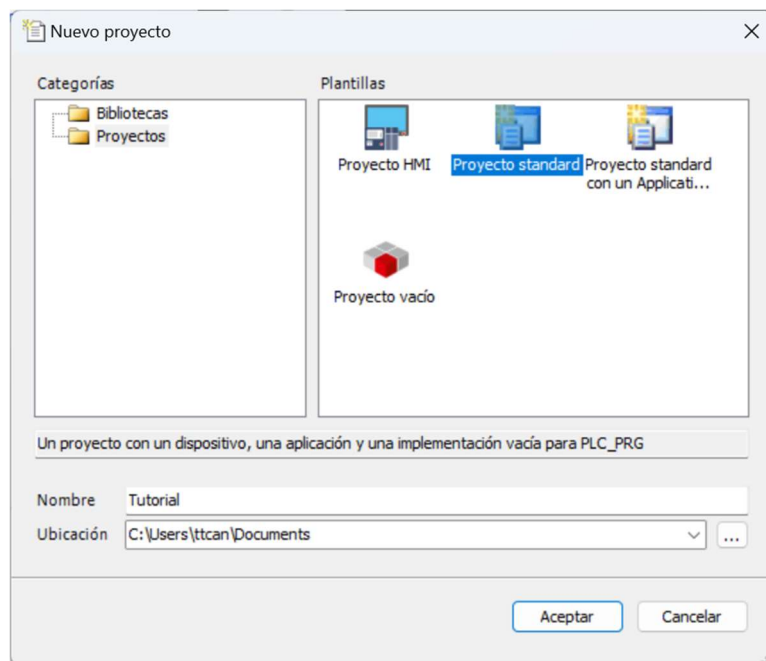 Nuevo proyecto
Categorías
Plantillas
Bibliotecas
Proyectos
Proyecto HMI
Proyecto standard
Proyecto standard
con un Applicati...
Proyecto vacío
Un proyecto con un dispositivo, una aplicación y una implementación vacía para PLC_PRG
Nombre
Tutorial
Ubicación
C:\Users\ttcan\Documents
...
Aceptar
Cancelar